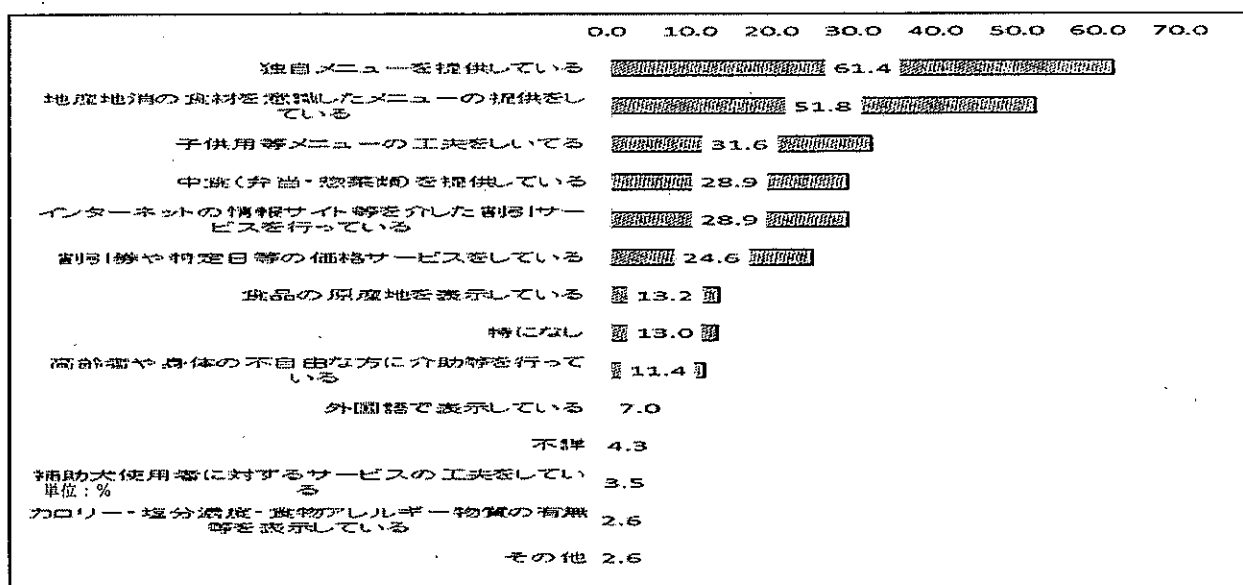 0.0 10.0 20.0 30.0 40.0 50.0 60.0 70.0
独自メニューを提供している 61.4
地産地消の食材を意識したメニューの提供をし
ている 51.8
子供用等メニューの工夫をしいてる 31.6
中食(弁当・惣菜類)を提供している 28.9
インターネットの情報サイト等を介した割引サー
ビスを行っている 28.9
割引券や特定日等の価格サービスをしている 24.6
食品の原産地を表示している 13.2
特になし 13.0
高齢者や身体の不自由な方に介助等を行って
いる 11.4
外国語で表示している 7.0
不詳 4.3
補助犬使用者に対するサービスの工夫をしてい
る 3.5
単位:%
カロリー・塩分濃度・食物アレルギー物質の有無
等を表示している 2.6
その他 2.6